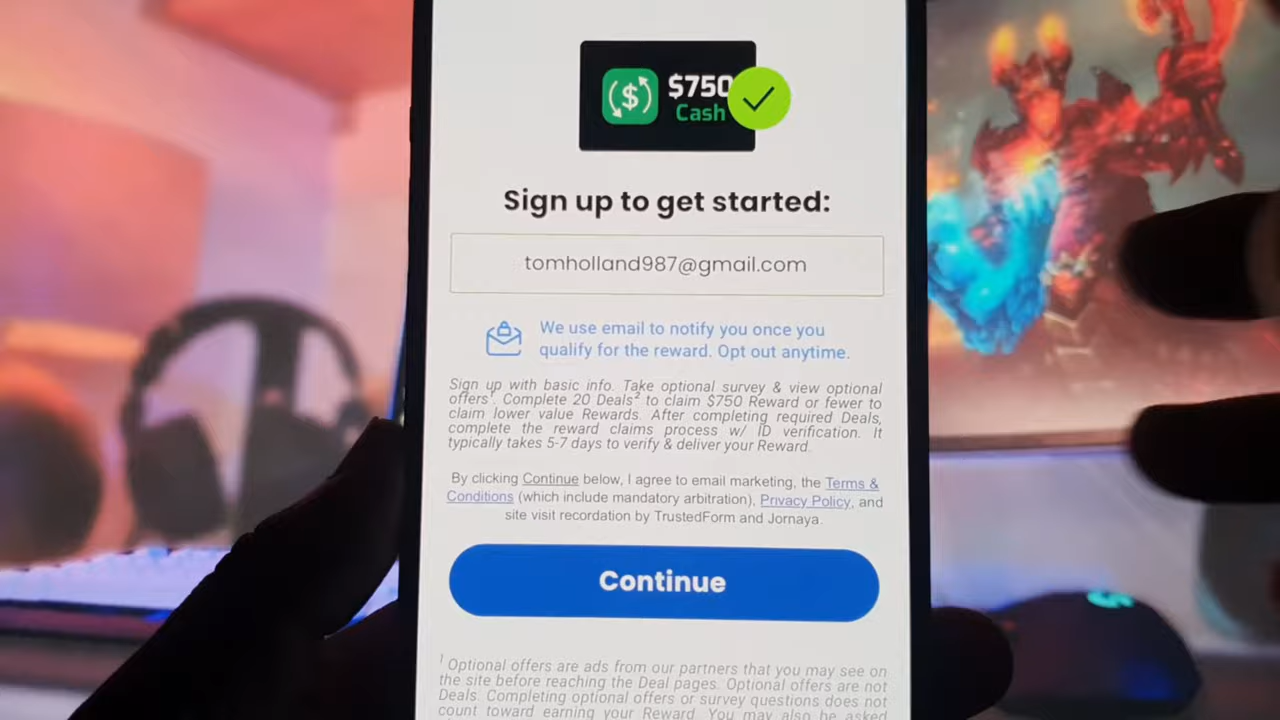 $750
Cash
Sign up to get started:
tomholland987@gmail.com
We use email to notify you once you
qualify for the reward. Opt out anytime.
Sign up with basic info. Take optional survey & view optional
offers¹. Complete 20 Deals² to claim $750 Reward or fewer to
claim lower value Rewards. After completing required Deals,
complete the reward claims process w/ ID verification. It
typically takes 5-7 days to verify & deliver your Reward.
By clicking Continue below, I agree to email marketing, the Terms &
Conditions (which include mandatory arbitration), Privacy Policy, and
site visit recordation by TrustedForm and Jornaya.
Continue
¹ Optional offers are ads from our partners that you may see on
the site before reaching the Deal pages. Optional offers are not
Deals. Completing optional offers or survey questions does not
count toward earning your Reward. You may also be asked